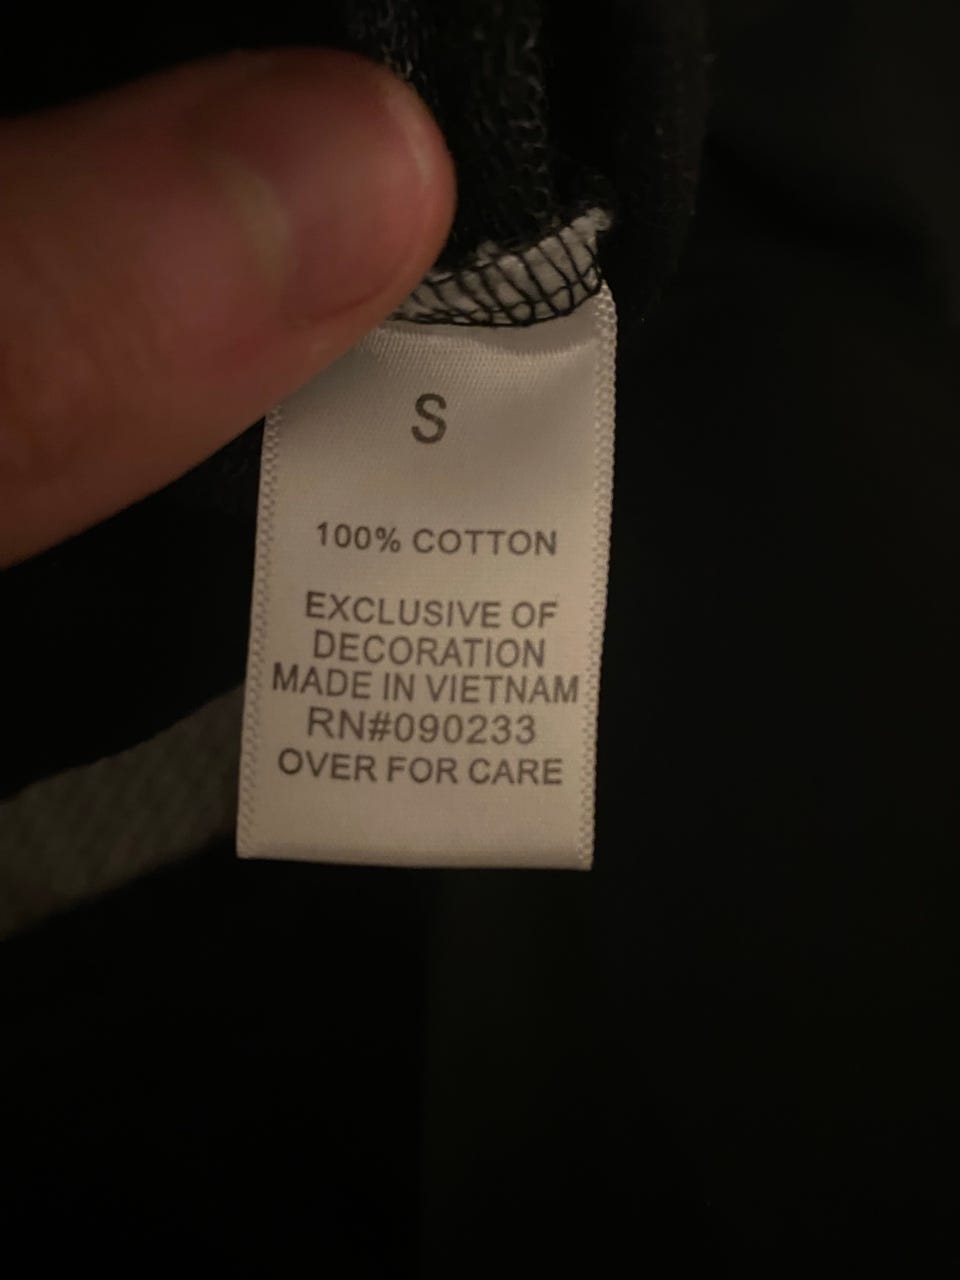 S
100% COTTON
EXCLUSIVE OF
DECORATION
MADE IN VIETNAM
RN#090233
OVER FOR CARE